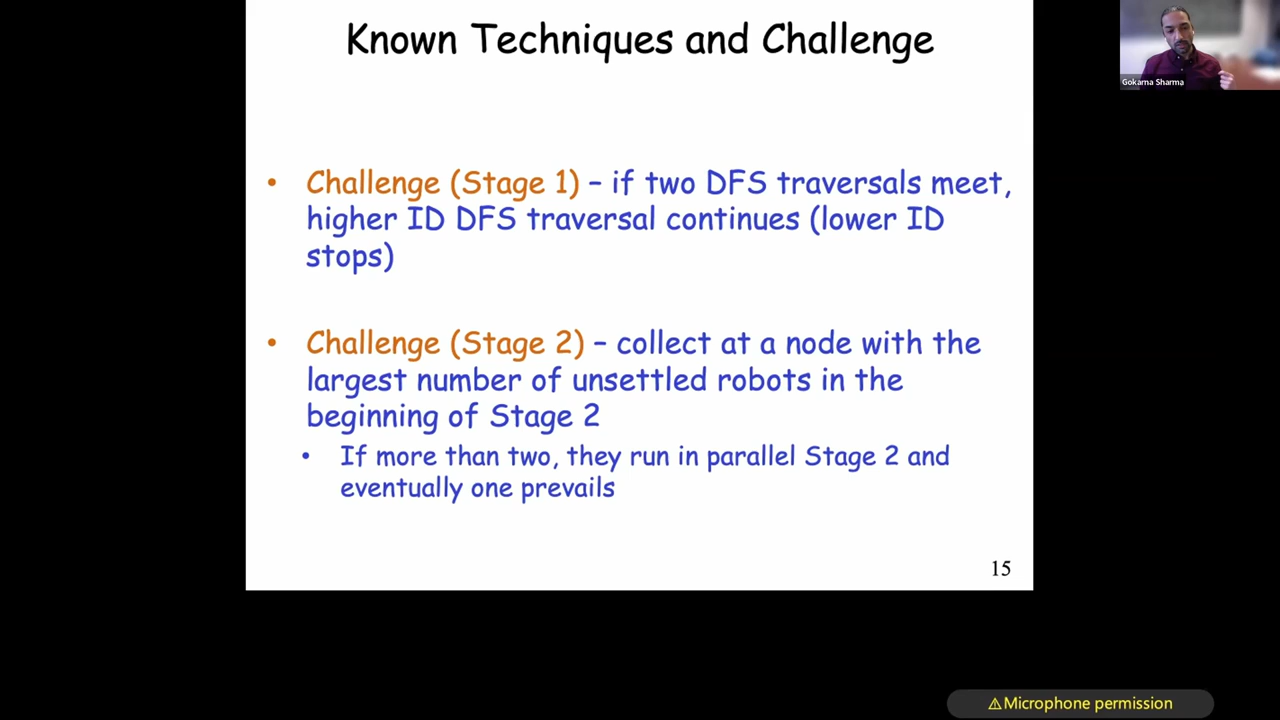 Known Techniques and Challenge
Gokarna Sharma
• Challenge (Stage 1) – if two DFS traversals meet,
higher ID DFS traversal continues (lower ID
stops)
• Challenge (Stage 2) – collect at a node with the
largest number of unsettled robots in the
beginning of Stage 2
• If more than two, they run in parallel Stage 2 and
eventually one prevails
15
⚠Microphone permission